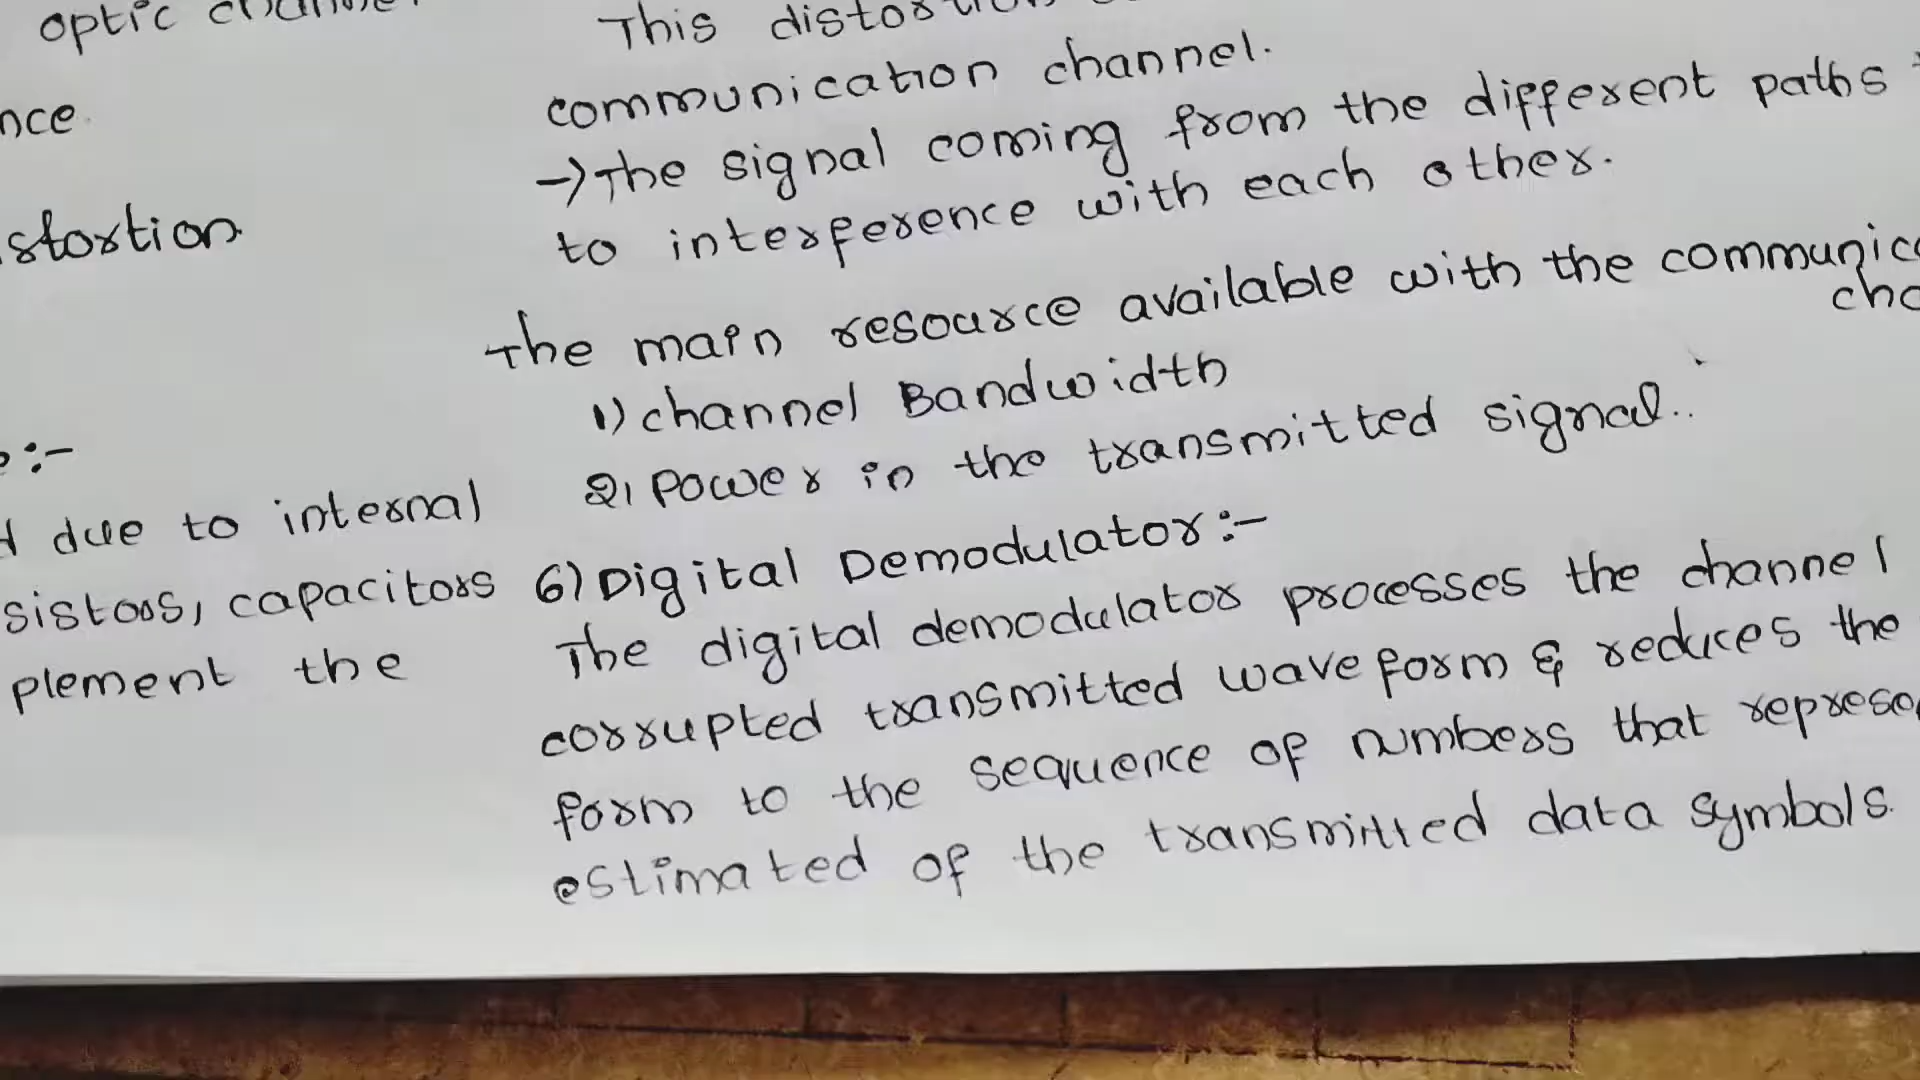 optic
nce
stortion
:-
due to internal
sistoos, capacitors
plement the
This
communication channel.
→The signal coming from the different paths
to interference with each other.
The main resource available with the
1) channel Bandwidth
2) Power in the transmitted signal..
6) Digital Demodulator:-
The digital demodulator processes the channel
corrupted transmitted wave form & reduces the
form to the sequence of numbers that
estimated of the transmitted data symbols.